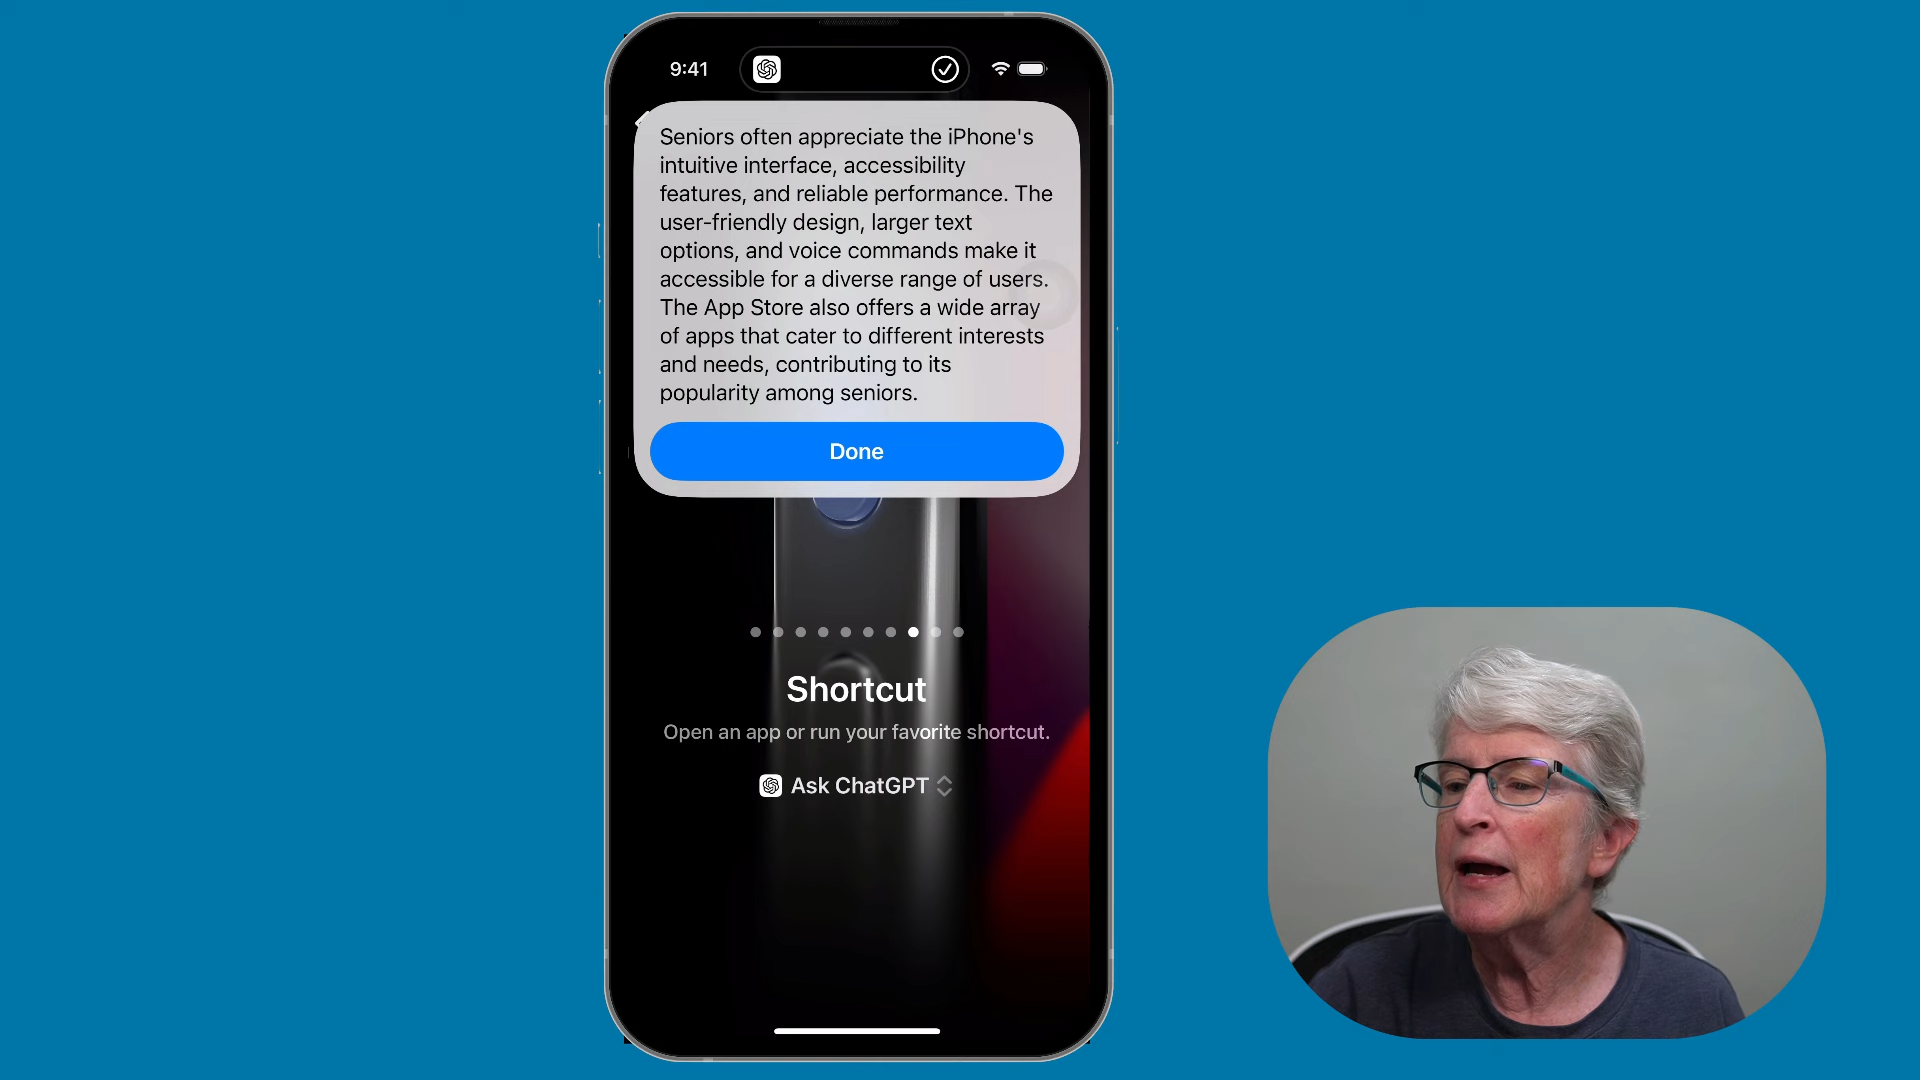 9:41
Seniors often appreciate the iPhone's
intuitive interface, accessibility
features, and reliable performance. The
user-friendly design, larger text
options, and voice commands make it
accessible for a diverse range of users.
The App Store also offers a wide array
of apps that cater to different interests
and needs, contributing to its
popularity among seniors.
Done
Shortcut
Open an app or run your favorite shortcut.
Ask ChatGPT